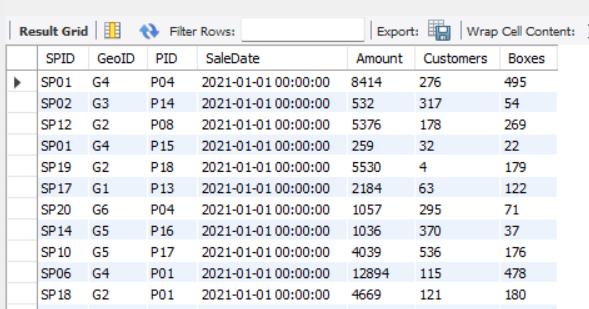 Result Grid Filter Rows: Export: Wrap Cell Content:
SPID GeoID PID SaleDate Amount Customers Boxes
SP01 G4 P04 2021-01-01 00:00:00 8414 276 495
SP02 G3 P14 2021-01-01 00:00:00 532 317 54
SP12 G2 P08 2021-01-01 00:00:00 5376 178 269
SP01 G4 P15 2021-01-01 00:00:00 259 32 22
SP19 G2 P18 2021-01-01 00:00:00 5530 4 179
SP17 G1 P13 2021-01-01 00:00:00 2184 63 122
SP20 G6 P04 2021-01-01 00:00:00 1057 295 71
SP14 G5 P16 2021-01-01 00:00:00 1036 370 37
SP10 G5 P17 2021-01-01 00:00:00 4039 536 176
SP06 G4 P01 2021-01-01 00:00:00 12894 115 478
SP18 G2 P01 2021-01-01 00:00:00 4669 121 180